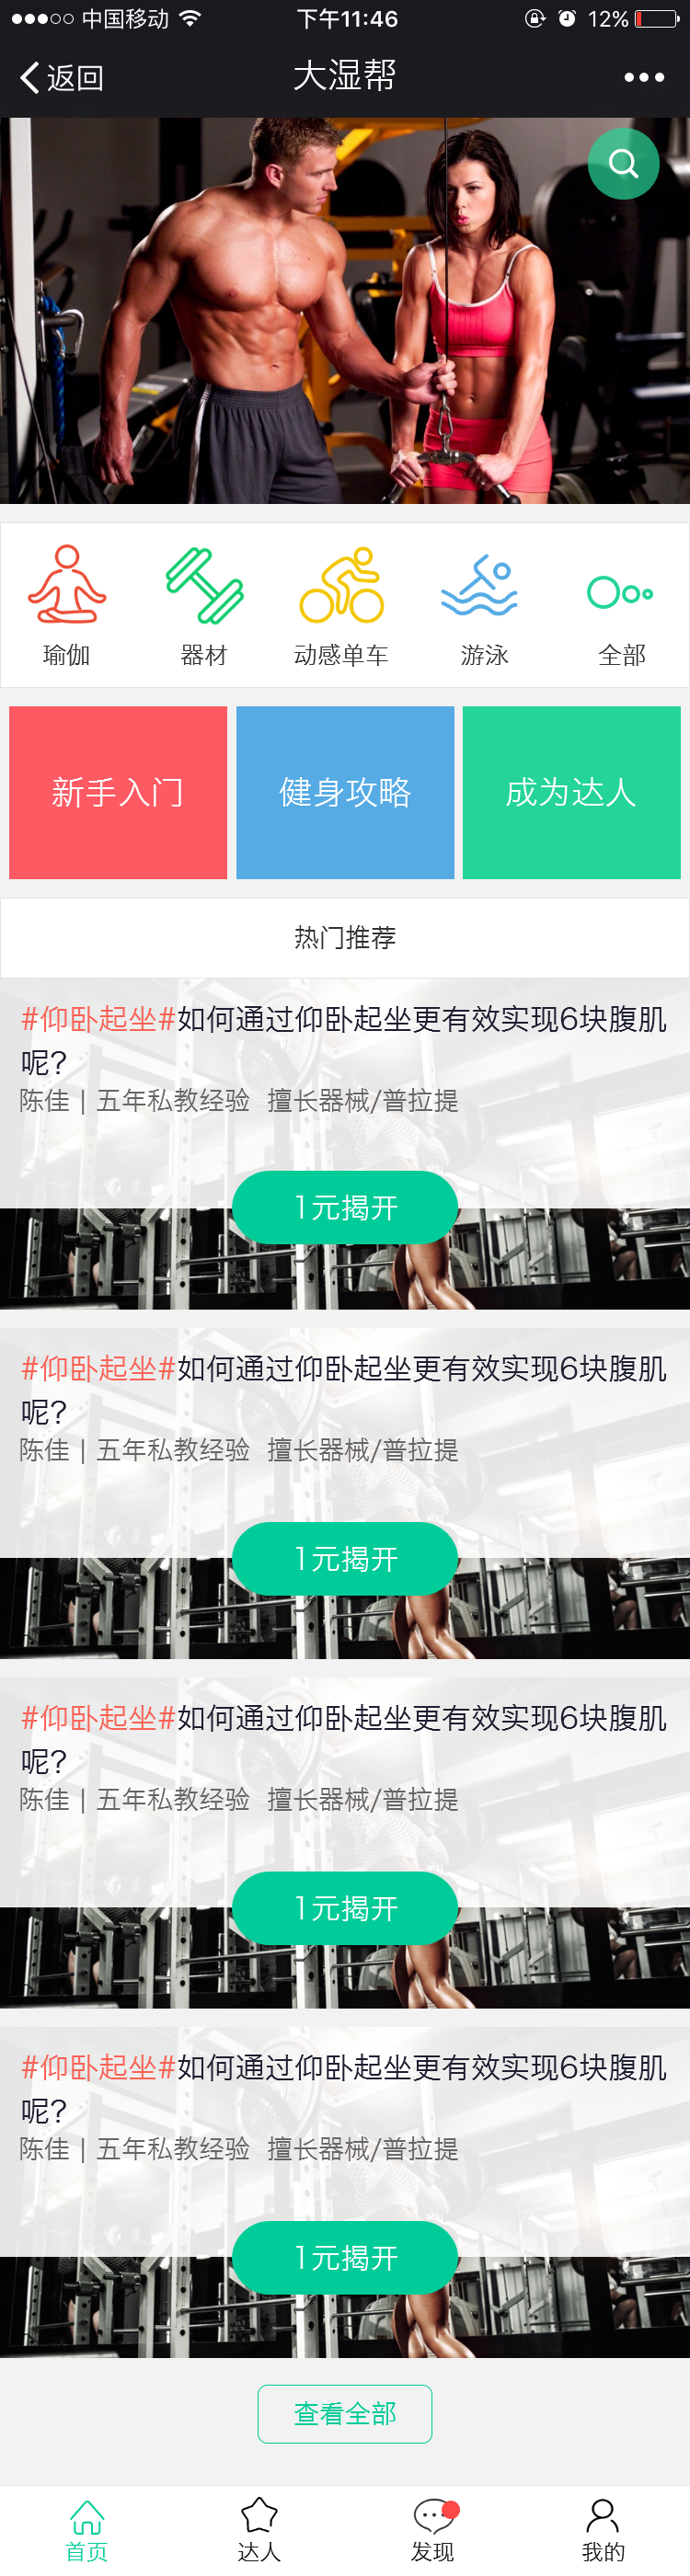 中国移动 下午11:46 12%
返回 大湿帮
瑜伽 器材 动感单车 游泳 全部
新手入门 健身攻略 成为达人
热门推荐
#仰卧起坐#如何通过仰卧起坐更有效实现6块腹肌
呢?
陈佳 | 五年私教经验 擅长器械/普拉提
1元揭开
#仰卧起坐#如何通过仰卧起坐更有效实现6块腹肌
呢?
陈佳 | 五年私教经验 擅长器械/普拉提
1元揭开
#仰卧起坐#如何通过仰卧起坐更有效实现6块腹肌
呢?
陈佳 | 五年私教经验 擅长器械/普拉提
1元揭开
#仰卧起坐#如何通过仰卧起坐更有效实现6块腹肌
呢?
陈佳 | 五年私教经验 擅长器械/普拉提
1元揭开
查看全部
首页 达人 发现 我的